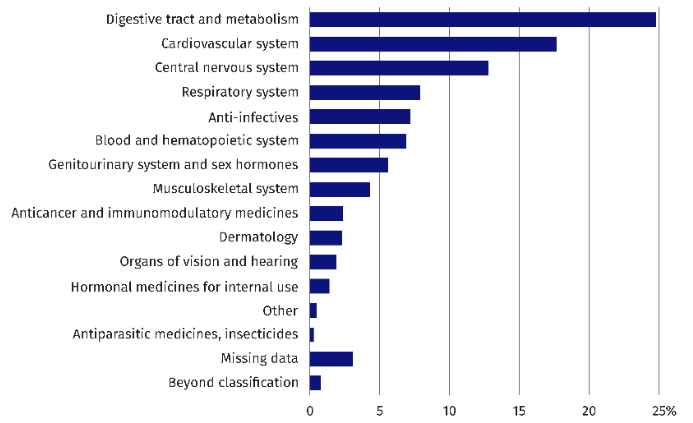 Digestive tract and metabolism
Cardiovascular system
Central nervous system
Respiratory system
Anti-infectives
Blood and hematopoietic system
Genitourinary system and sex hormones
Musculoskeletal system
Anticancer and immunomodulatory medicines
Dermatology
Organs of vision and hearing
Hormonal medicines for internal use
Other
Antiparasitic medicines, insecticides
Missing data
Beyond classification
0 5 10 15 20 25%